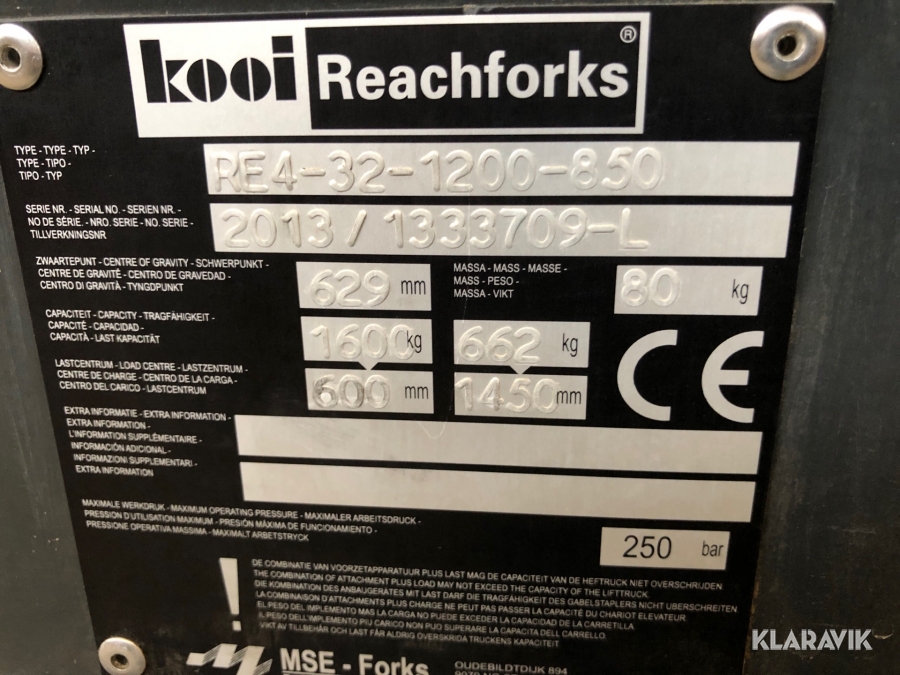 kooi Reachforks®
TYPE - TYPE - TYP -
TYPE - TIPO -
TIPO - TYP
RE4-32-1200-850
SERIE NR. - SERIAL NO. - SERIEN NR. -
NO DE SÉRIE. - NRO. SERIE - NO. SERIE -
TILLVERKNINGSNR
2013 / 1333709-L
ZWAARTEPUNT - CENTRE OF GRAVITY - SCHWERPUNKT -
CENTRE DE GRAVITÉ - CENTRO DE GRAVEDAD -
CENTRO DI GRAVITÀ - TYNGDPUNKT
629 mm
MASSA - MASS - MASSE -
MASS - PESO -
MASSA - VIKT
80 kg
CAPACITEIT - CAPACITY - TRAGFÄHIGKEIT -
CAPACITÉ - CAPACIDAD -
CAPACITÀ - LAST KAPACITÄT
1600 kg
662 kg
LASTCENTRUM - LOAD CENTRE - LASTZENTRUM -
CENTRE DE CHARGE - CENTRO DE LA CARGA -
CENTRO DEL CARICO - LASTCENTRUM
600 mm
1450 mm
CE
EXTRA INFORMATIE - EXTRA INFORMATION -
EXTRA INFORMATION -
L'INFORMATION SUPPLÉMENTAIRE -
INFORMACIÓN ADICIONAL -
INFORMAZIONI SUPPLEMENTARI -
EXTRA INFORMATION
MAXIMALE WERKDRUK - MAXIMUM OPERATING PRESSURE - MAXIMALER ARBEITSDRUCK -
PRESSION D'UTILISATION MAXIMUM - PRESIÓN MÁXIMA DE FUNCIONAMIENTO -
PRESSIONE OPERATIVA MASSIMA - MAXIMALT ARBETSTRYCK
250 bar
!
DE COMBINATIE VAN VOORZETAPPARATUUR PLUS LAST MAG DE CAPACITEIT VAN DE HEFTRUCK NIET OVERSCHRIJDEN
THE COMBINATION OF ATTACHMENT PLUS LOAD MAY NOT EXCEED THE CAPACITY OF THE LIFTTRUCK.
DIE KOMBINATION DES ANBAUGERATES MIT LAST DARF DIE TRAGFÄHIGKEIT DES GABELSTAPLERS NICHT UBERSCHREITEN.
LA COMBINAISON D'ATTACHEMENTS PLUS CHARGE NE PEUT PAS PASSER LA CAPACITÉ DU CHARIOT ELEVATEUR.
EL PESO DEL IMPLEMENTO MAS LA CARGA NO PUEDE EXCEDER LA CAPACIDAD DE LA CARRETILLA.
IL PESO DELL'IMPLEMENTO PIU CARICO NON PUO SUPERARE LA CAPACITA DELL CARRELLO.
VIKT AV TILLBEHÖR OCH LAST FÅR ALDRIG OVERSKRIDA TRUCKENS KAPACITET
MSE - Forks
OUDEBILDTDIJK 894
KLARAVIK